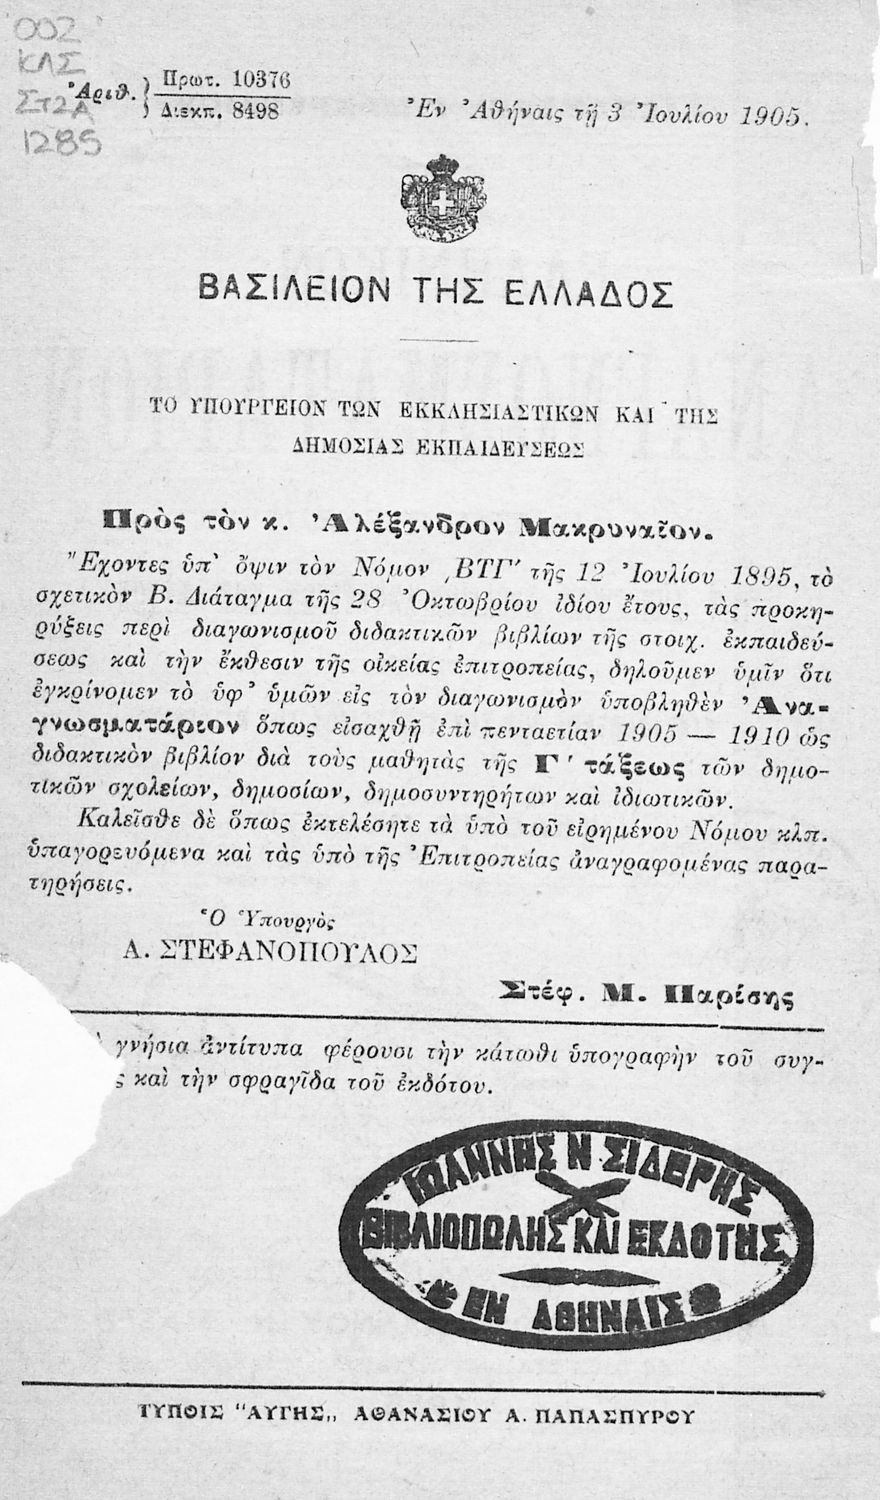 002
ΚΛΣ
ΣΤ2Α
1285
Ἀριθ. Πρωτ. 10376
Διεκπ. 8498
Ἐν Ἀθήναις τῇ 3 Ἰουλίου 1905.
ΒΑΣΙΛΕΙΟΝ ΤΗΣ ΕΛΛΑΔΟΣ
ΤΟ ΥΠΟΥΡΓΕΙΟΝ ΤΩΝ ΕΚΚΛΗΣΙΑΣΤΙΚΩΝ ΚΑΙ ΤΗΣ
ΔΗΜΟΣΙΑΣ ΕΚΠΑΙΔΕΥΣΕΩΣ
Πρὸς τὸν κ. Ἀλέξανδρον Μακρυναῖον.
Ἔχοντες ὑπ' ὄψιν τὸν Νόμον ͵ΒΤΓ′ τῆς 12 Ἰουλίου 1895, τὸ
σχετικὸν Β. Διάταγμα τῆς 28 Ὀκτωβρίου ἰδίου ἔτους, τὰς προκη-
ρύξεις περὶ διαγωνισμοῦ διδακτικῶν βιβλίων τῆς στοιχ. ἐκπαιδεύ-
σεως καὶ τὴν ἔκθεσιν τῆς οἰκείας ἐπιτροπείας, δηλοῦμεν ὑμῖν ὅτι
ἐγκρίνομεν τὸ ὑφ' ὑμῶν εἰς τὸν διαγωνισμὸν ὑποβληθὲν Ἀνα-
γνωσματάριον ὅπως εἰσαχθῇ ἐπὶ πενταετίαν 1905 — 1910 ὡς
διδακτικὸν βιβλίον διὰ τοὺς μαθητὰς τῆς Γ′ τάξεως τῶν δημο-
τικῶν σχολείων, δημοσίων, δημοσυντηρήτων καὶ ἰδιωτικῶν.
Καλεῖσθε δὲ ὅπως ἐκτελέσητε τὰ ὑπὸ τοῦ εἰρημένου Νόμου κλπ.
ὑπαγορευόμενα καὶ τὰς ὑπὸ τῆς Ἐπιτροπείας ἀναγραφομένας παρα-
τηρήσεις.
Ὁ Ὑπουργὸς
Α. ΣΤΕΦΑΝΟΠΟΥΛΟΣ
Στέφ. Μ. Παρίσης
γνήσια ἀντίτυπα φέρουσι τὴν κάτωθι ὑπογραφὴν τοῦ συγ-
ς καὶ τὴν σφραγῖδα τοῦ ἐκδότου.
ΙΩΑΝΝΗΣ Ν ΣΙΔΕΡΗΣ
ΒΙΒΛΙΟΠΩΛΗΣ ΚΑΙ ΕΚΔΟΤΗΣ
ΕΝ ΑΘΗΝΑΙΣ
ΤΥΠΟΙΣ "ΑΥΓΗΣ„ ΑΘΑΝΑΣΙΟΥ Α. ΠΑΠΑΣΠΥΡΟΥ